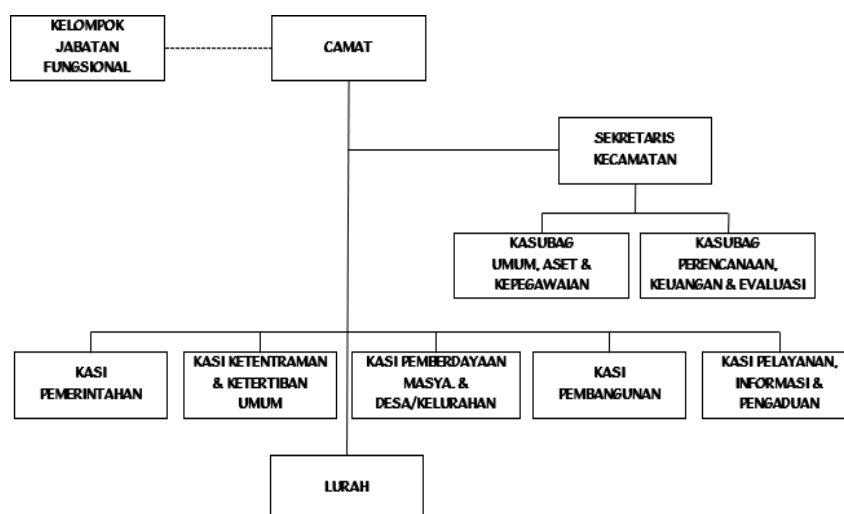 KELOMPOK
JABATAN
FUNGSIONAL
CAMAT
SEKRETARIS
KECAMATAN
KASUBAG
UMUM, ASET &
KEPEGAWAIAN
KASUBAG
PERENCANAAN,
KEUANGAN & EVALUASI
KASI
PEMERINTAHAN
KASI KETENTRAMAN
& KETERTIBAN
UMUM
KASI PEMBERDAYAAN
MASYA. &
DESA/KELURAHAN
KASI
PEMBANGUNAN
KASI PELAYANAN,
INFORMASI &
PENGADUAN
LURAH